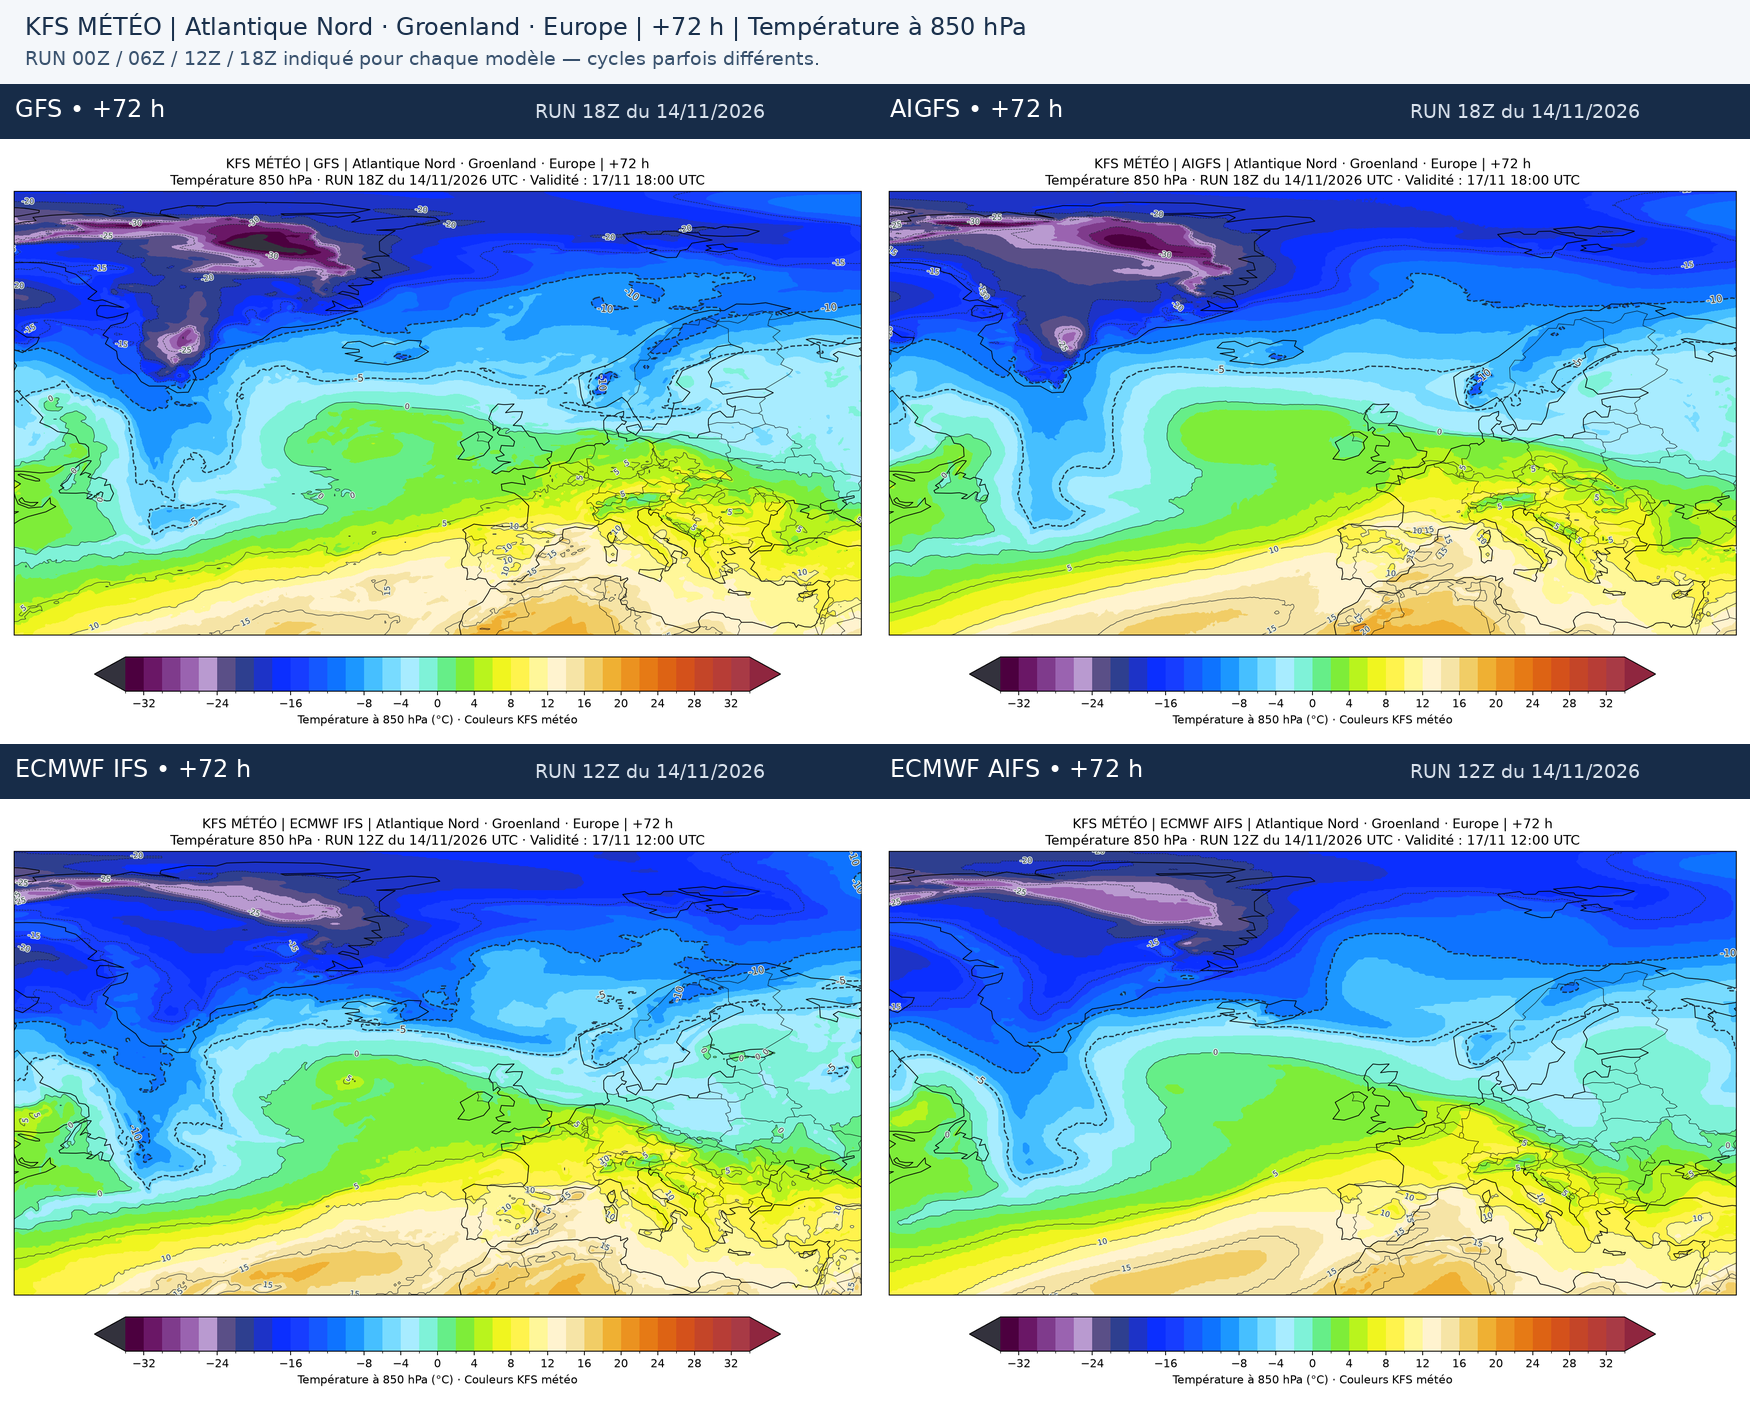 KFS MÉTÉO | Atlantique Nord · Groenland · Europe | +72 h | Température à 850 hPa
RUN 00Z / 06Z / 12Z / 18Z indiqué pour chaque modèle — cycles parfois différents.
GFS • +72 h
RUN 18Z du 14/11/2026
AIGFS • +72 h
RUN 18Z du 14/11/2026
KFS MÉTÉO | GFS | Atlantique Nord · Groenland · Europe | +72 h
Température 850 hPa · RUN 18Z du 14/11/2026 UTC · Validité : 17/11 18:00 UTC
KFS MÉTÉO | AIGFS | Atlantique Nord · Groenland · Europe | +72 h
Température 850 hPa · RUN 18Z du 14/11/2026 UTC · Validité : 17/11 18:00 UTC
−32 −24 −16 −8 −4 0 4 8 12 16 20 24 28 32
Température à 850 hPa (°C) · Couleurs KFS météo
−32 −24 −16 −8 −4 0 4 8 12 16 20 24 28 32
Température à 850 hPa (°C) · Couleurs KFS météo
ECMWF IFS • +72 h
RUN 12Z du 14/11/2026
ECMWF AIFS • +72 h
RUN 12Z du 14/11/2026
KFS MÉTÉO | ECMWF IFS | Atlantique Nord · Groenland · Europe | +72 h
Température 850 hPa · RUN 12Z du 14/11/2026 UTC · Validité : 17/11 12:00 UTC
KFS MÉTÉO | ECMWF AIFS | Atlantique Nord · Groenland · Europe | +72 h
Température 850 hPa · RUN 12Z du 14/11/2026 UTC · Validité : 17/11 12:00 UTC
−32 −24 −16 −8 −4 0 4 8 12 16 20 24 28 32
Température à 850 hPa (°C) · Couleurs KFS météo
−32 −24 −16 −8 −4 0 4 8 12 16 20 24 28 32
Température à 850 hPa (°C) · Couleurs KFS météo